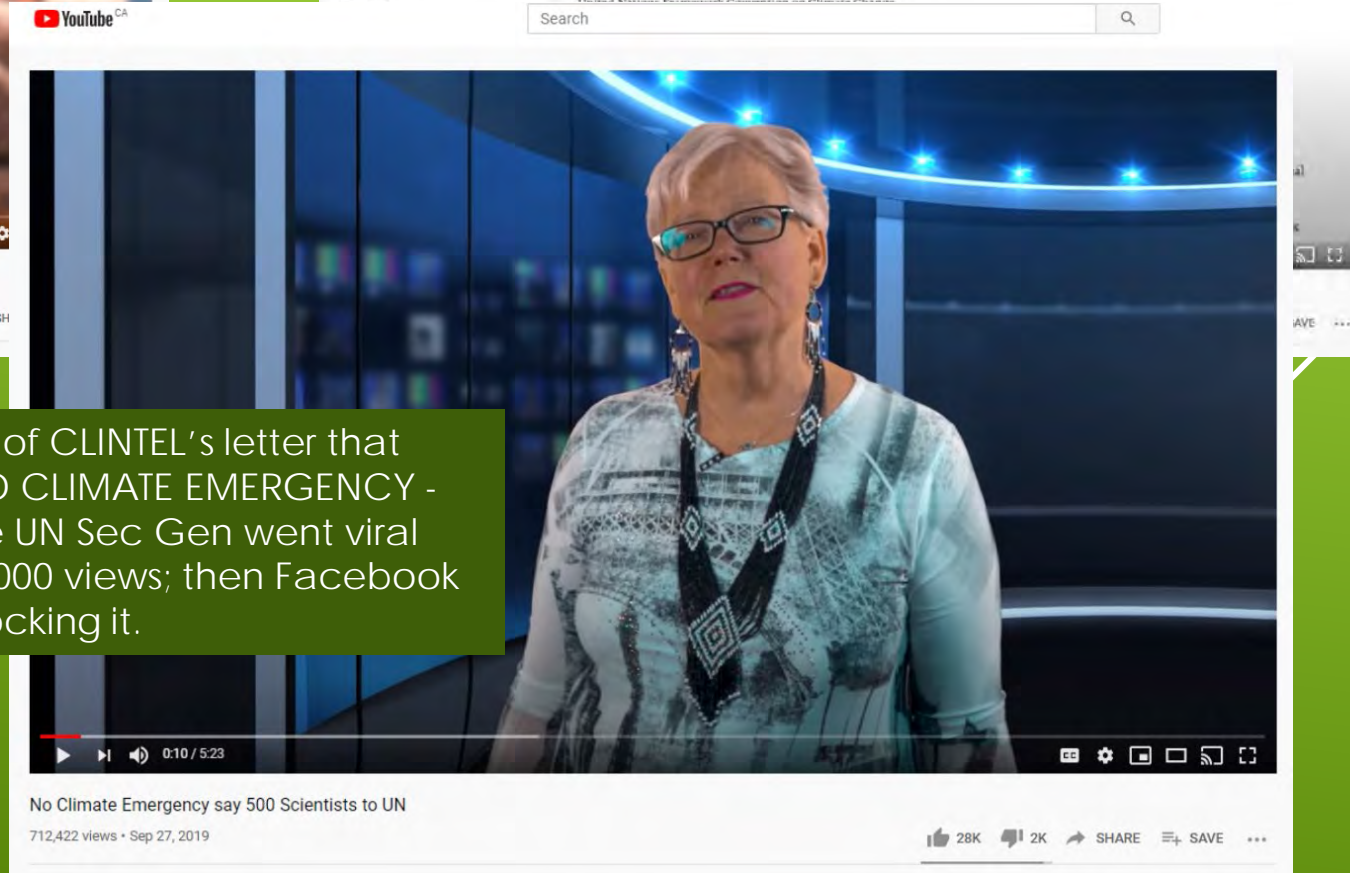 YouTube CA
Search
of CLINTEL's letter that
CLIMATE EMERGENCY -
UN Sec Gen went viral
000 views; then Facebook
it.
0:10 / 5:23
CC
No Climate Emergency say 500 Scientists to UN
712,422 views • Sep 27, 2019
28K 2K SHARE SAVE